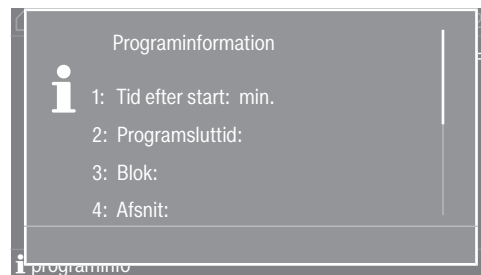 Programinformation
1: Tid efter start: min.
2: Programsluttid:
3: Blok:
4: Afsnit:
programinfo